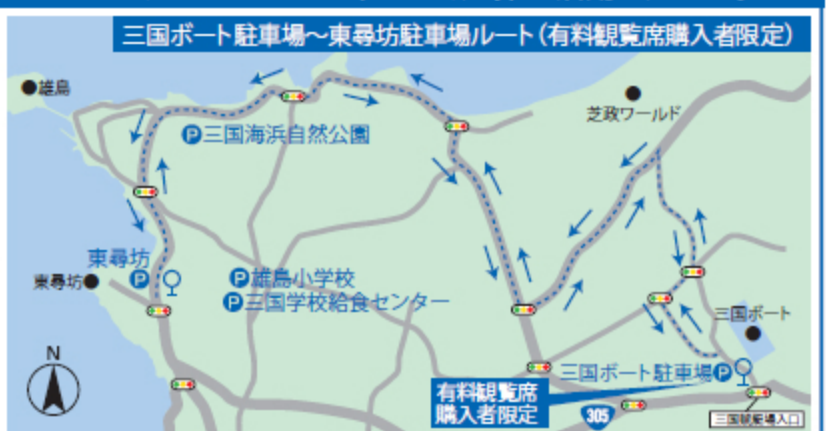 三国ボート駐車場～東尋坊駐車場ルート（有料観覧席購入者限定）
雄島
芝政ワールド
P三国海浜自然公園
東尋坊
P
東尋坊
P雄島小学校
P三国学校給食センター
三国ボート
N
三国ボート駐車場P
有料観覧席
購入者限定
305
三国競艇場入口